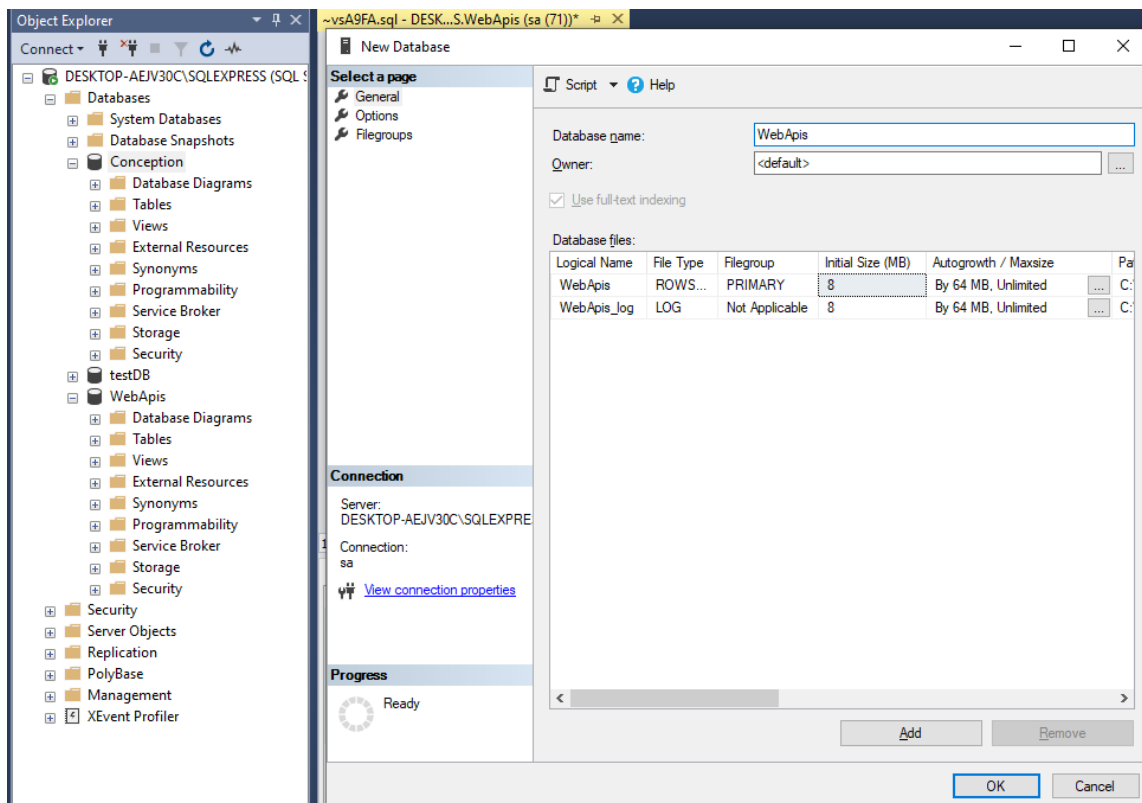 Object Explorer
Connect
DESKTOP-AEJV30C\SQLEXPRESS (SQL S
Databases
System Databases
Database Snapshots
Conception
Database Diagrams
Tables
Views
External Resources
Synonyms
Programmability
Service Broker
Storage
Security
testDB
WebApis
Database Diagrams
Tables
Views
External Resources
Synonyms
Programmability
Service Broker
Storage
Security
Security
Server Objects
Replication
PolyBase
Management
XEvent Profiler
~vsA9FA.sql - DESK...S.WebApis (sa (71))*
New Database
Select a page
General
Options
Filegroups
Connection
Server:
DESKTOP-AEJV30C\SQLEXPRE
Connection:
sa
View connection properties
Progress
Ready
Script Help
Database name: WebApis
Owner: <default> ...
Use full-text indexing
Database files:
Logical Name File Type Filegroup Initial Size (MB) Autogrowth / Maxsize Pa
WebApis ROWS... PRIMARY 8 By 64 MB, Unlimited ... C:
WebApis_log LOG Not Applicable 8 By 64 MB, Unlimited ... C:
Add Remove
OK Cancel